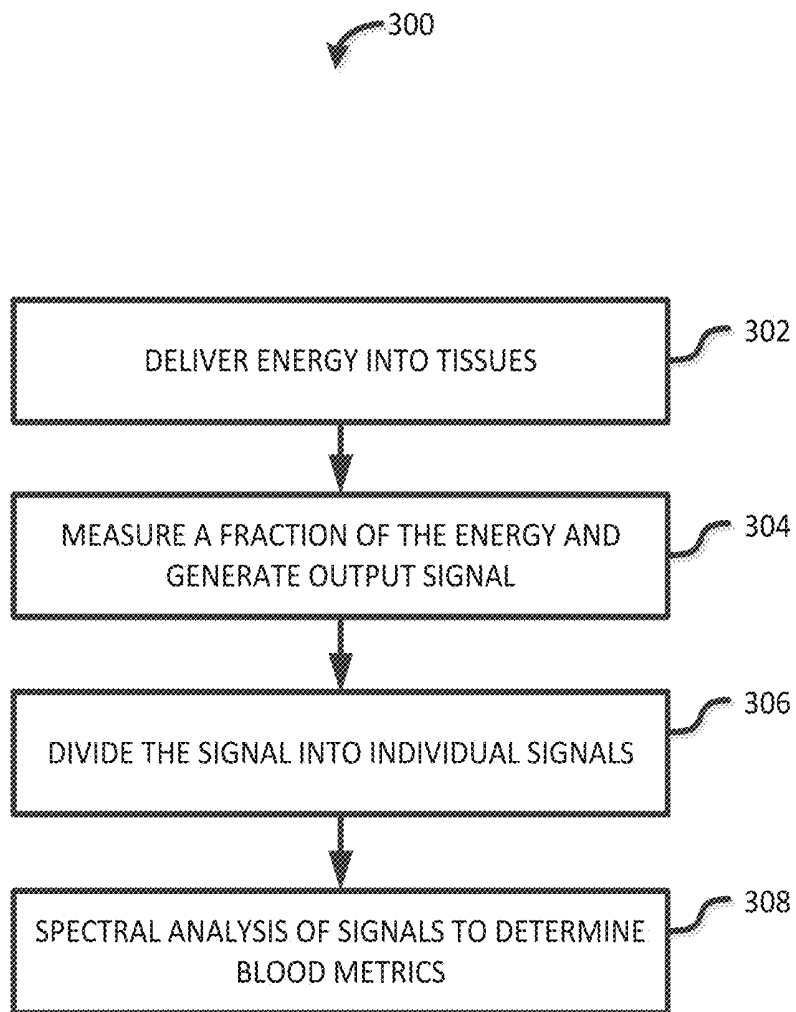 300
DELIVER ENERGY INTO TISSUES
302
MEASURE A FRACTION OF THE ENERGY AND
GENERATE OUTPUT SIGNAL
304
DIVIDE THE SIGNAL INTO INDIVIDUAL SIGNALS
306
SPECTRAL ANALYSIS OF SIGNALS TO DETERMINE
BLOOD METRICS
308